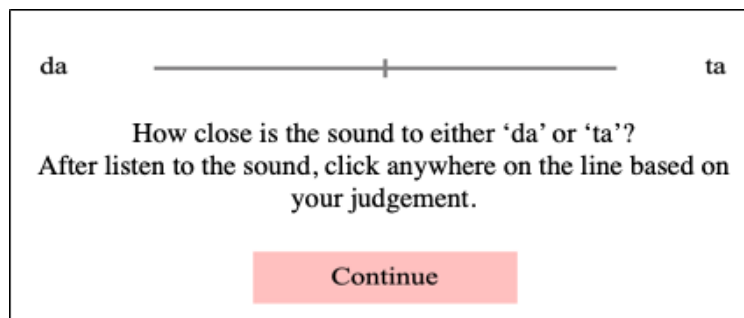 da ta
How close is the sound to either ‘da’ or ‘ta’?
After listen to the sound, click anywhere on the line based on
your judgement.
Continue